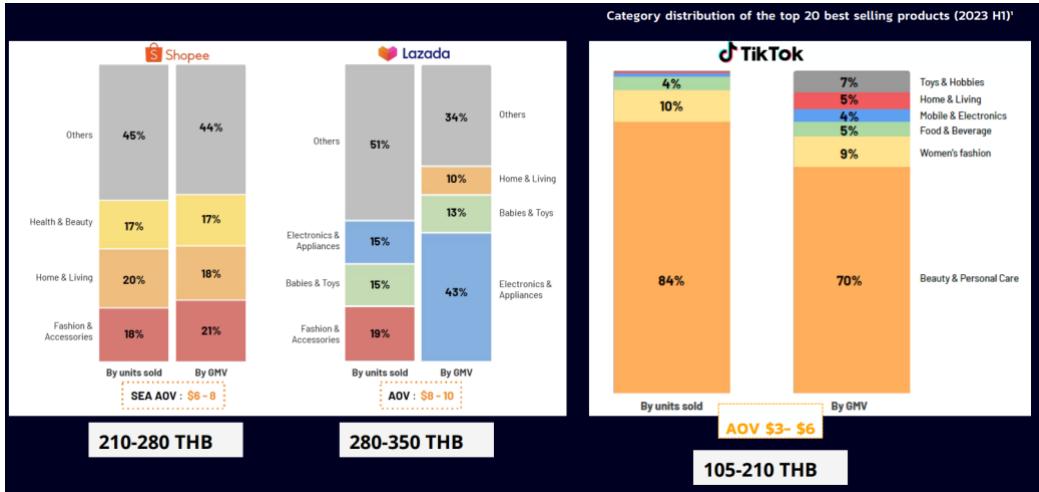 Category distribution of the top 20 best selling products (2023 H1)¹
Shopee
Others
45%
44%
Health & Beauty
17%
17%
Home & Living
20%
18%
Fashion &
Accessories
18%
21%
By units sold
By GMV
SEA AOV : $6 - 8
210-280 THB
Lazada
Others
51%
34%
Others
10%
Home & Living
13%
Babies & Toys
Electronics &
Appliances
15%
Babies & Toys
15%
43%
Electronics &
Appliances
Fashion &
Accessories
19%
By units sold
By GMV
AOV : $8 - 10
280-350 THB
TikTok
4%
10%
84%
7%
Toys & Hobbies
5%
Home & Living
4%
Mobile & Electronics
5%
Food & Beverage
9%
Women's fashion
70%
Beauty & Personal Care
By units sold
By GMV
AOV $3– $6
105-210 THB